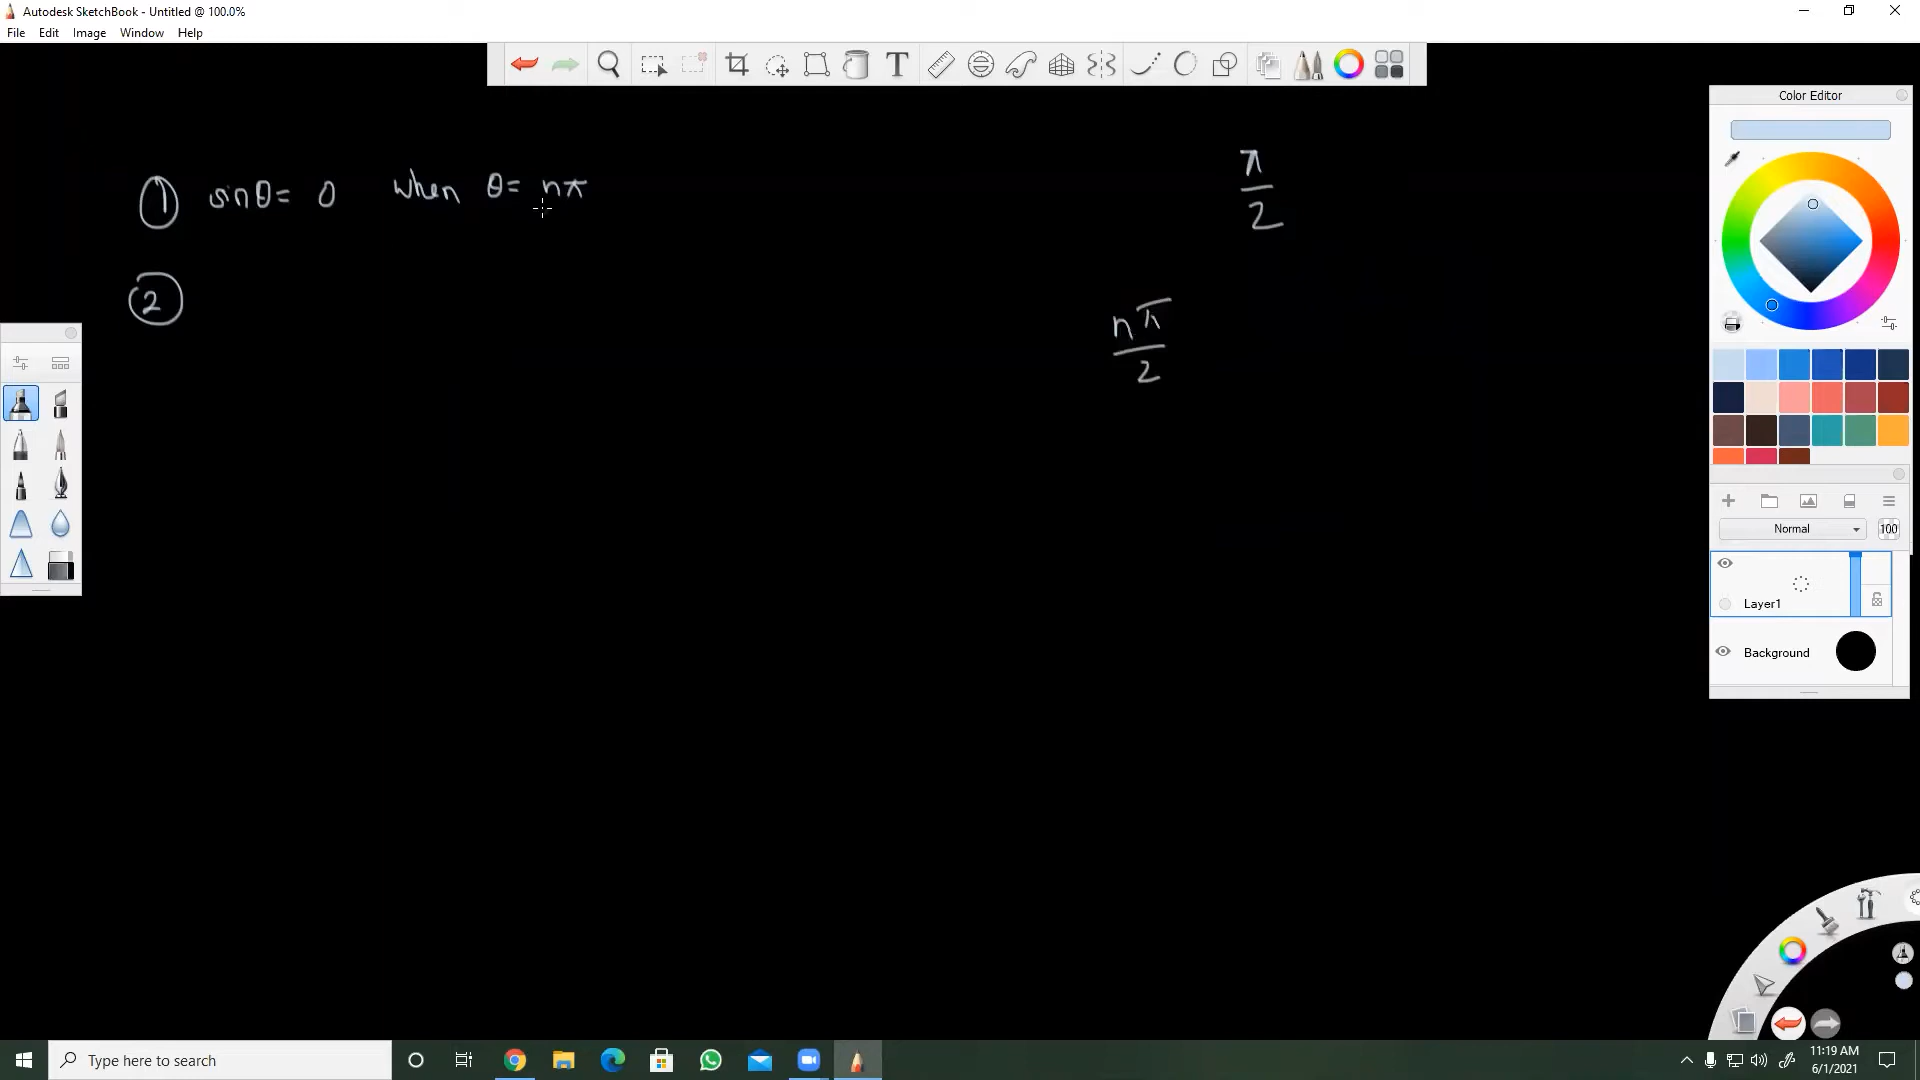 Autodesk SketchBook - Untitled @ 100.0%
File Edit Image Window Help
Color Editor
① sinθ = 0 when θ = nπ
π
2
②
nπ
2
Normal
100
Layer1
Background
Type here to search
11:19 AM
6/1/2021